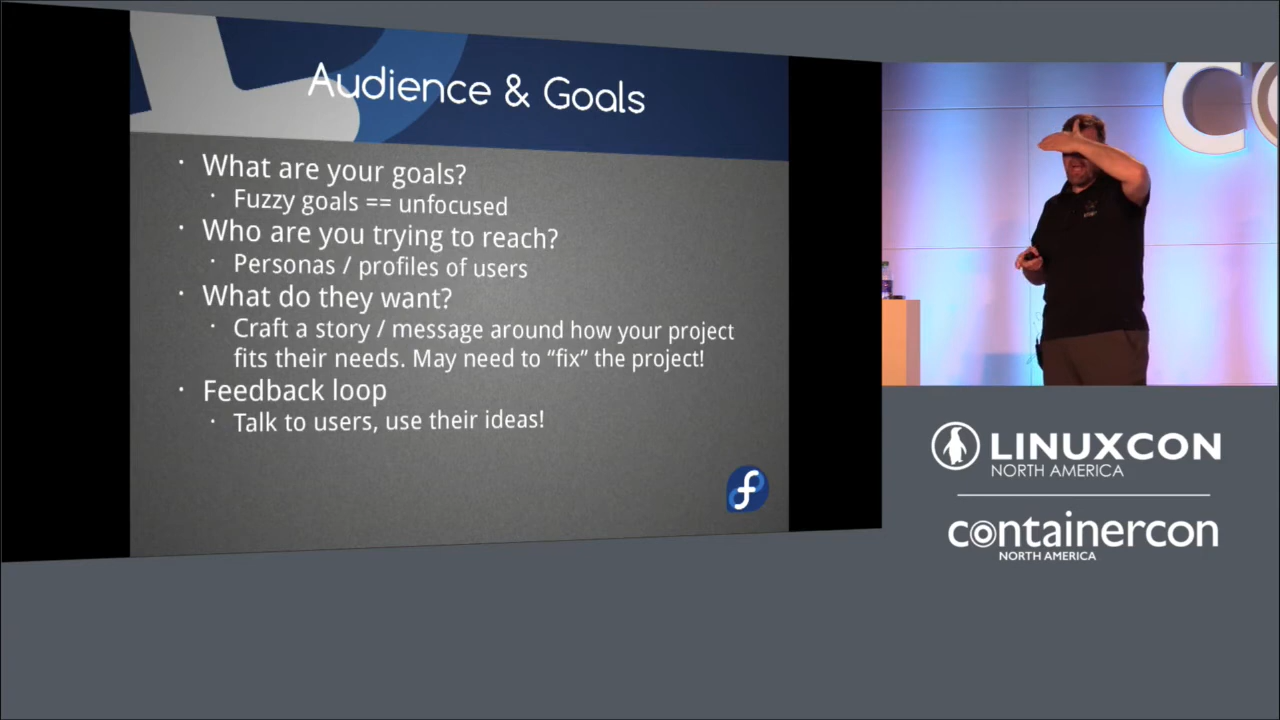 Audience & Goals
· What are your goals?
· Fuzzy goals == unfocused
· Who are you trying to reach?
· Personas / profiles of users
· What do they want?
· Craft a story / message around how your project
fits their needs. May need to “fix” the project!
· Feedback loop
· Talk to users, use their ideas!
LINUXCON
NORTH AMERICA
containercon
NORTH AMERICA